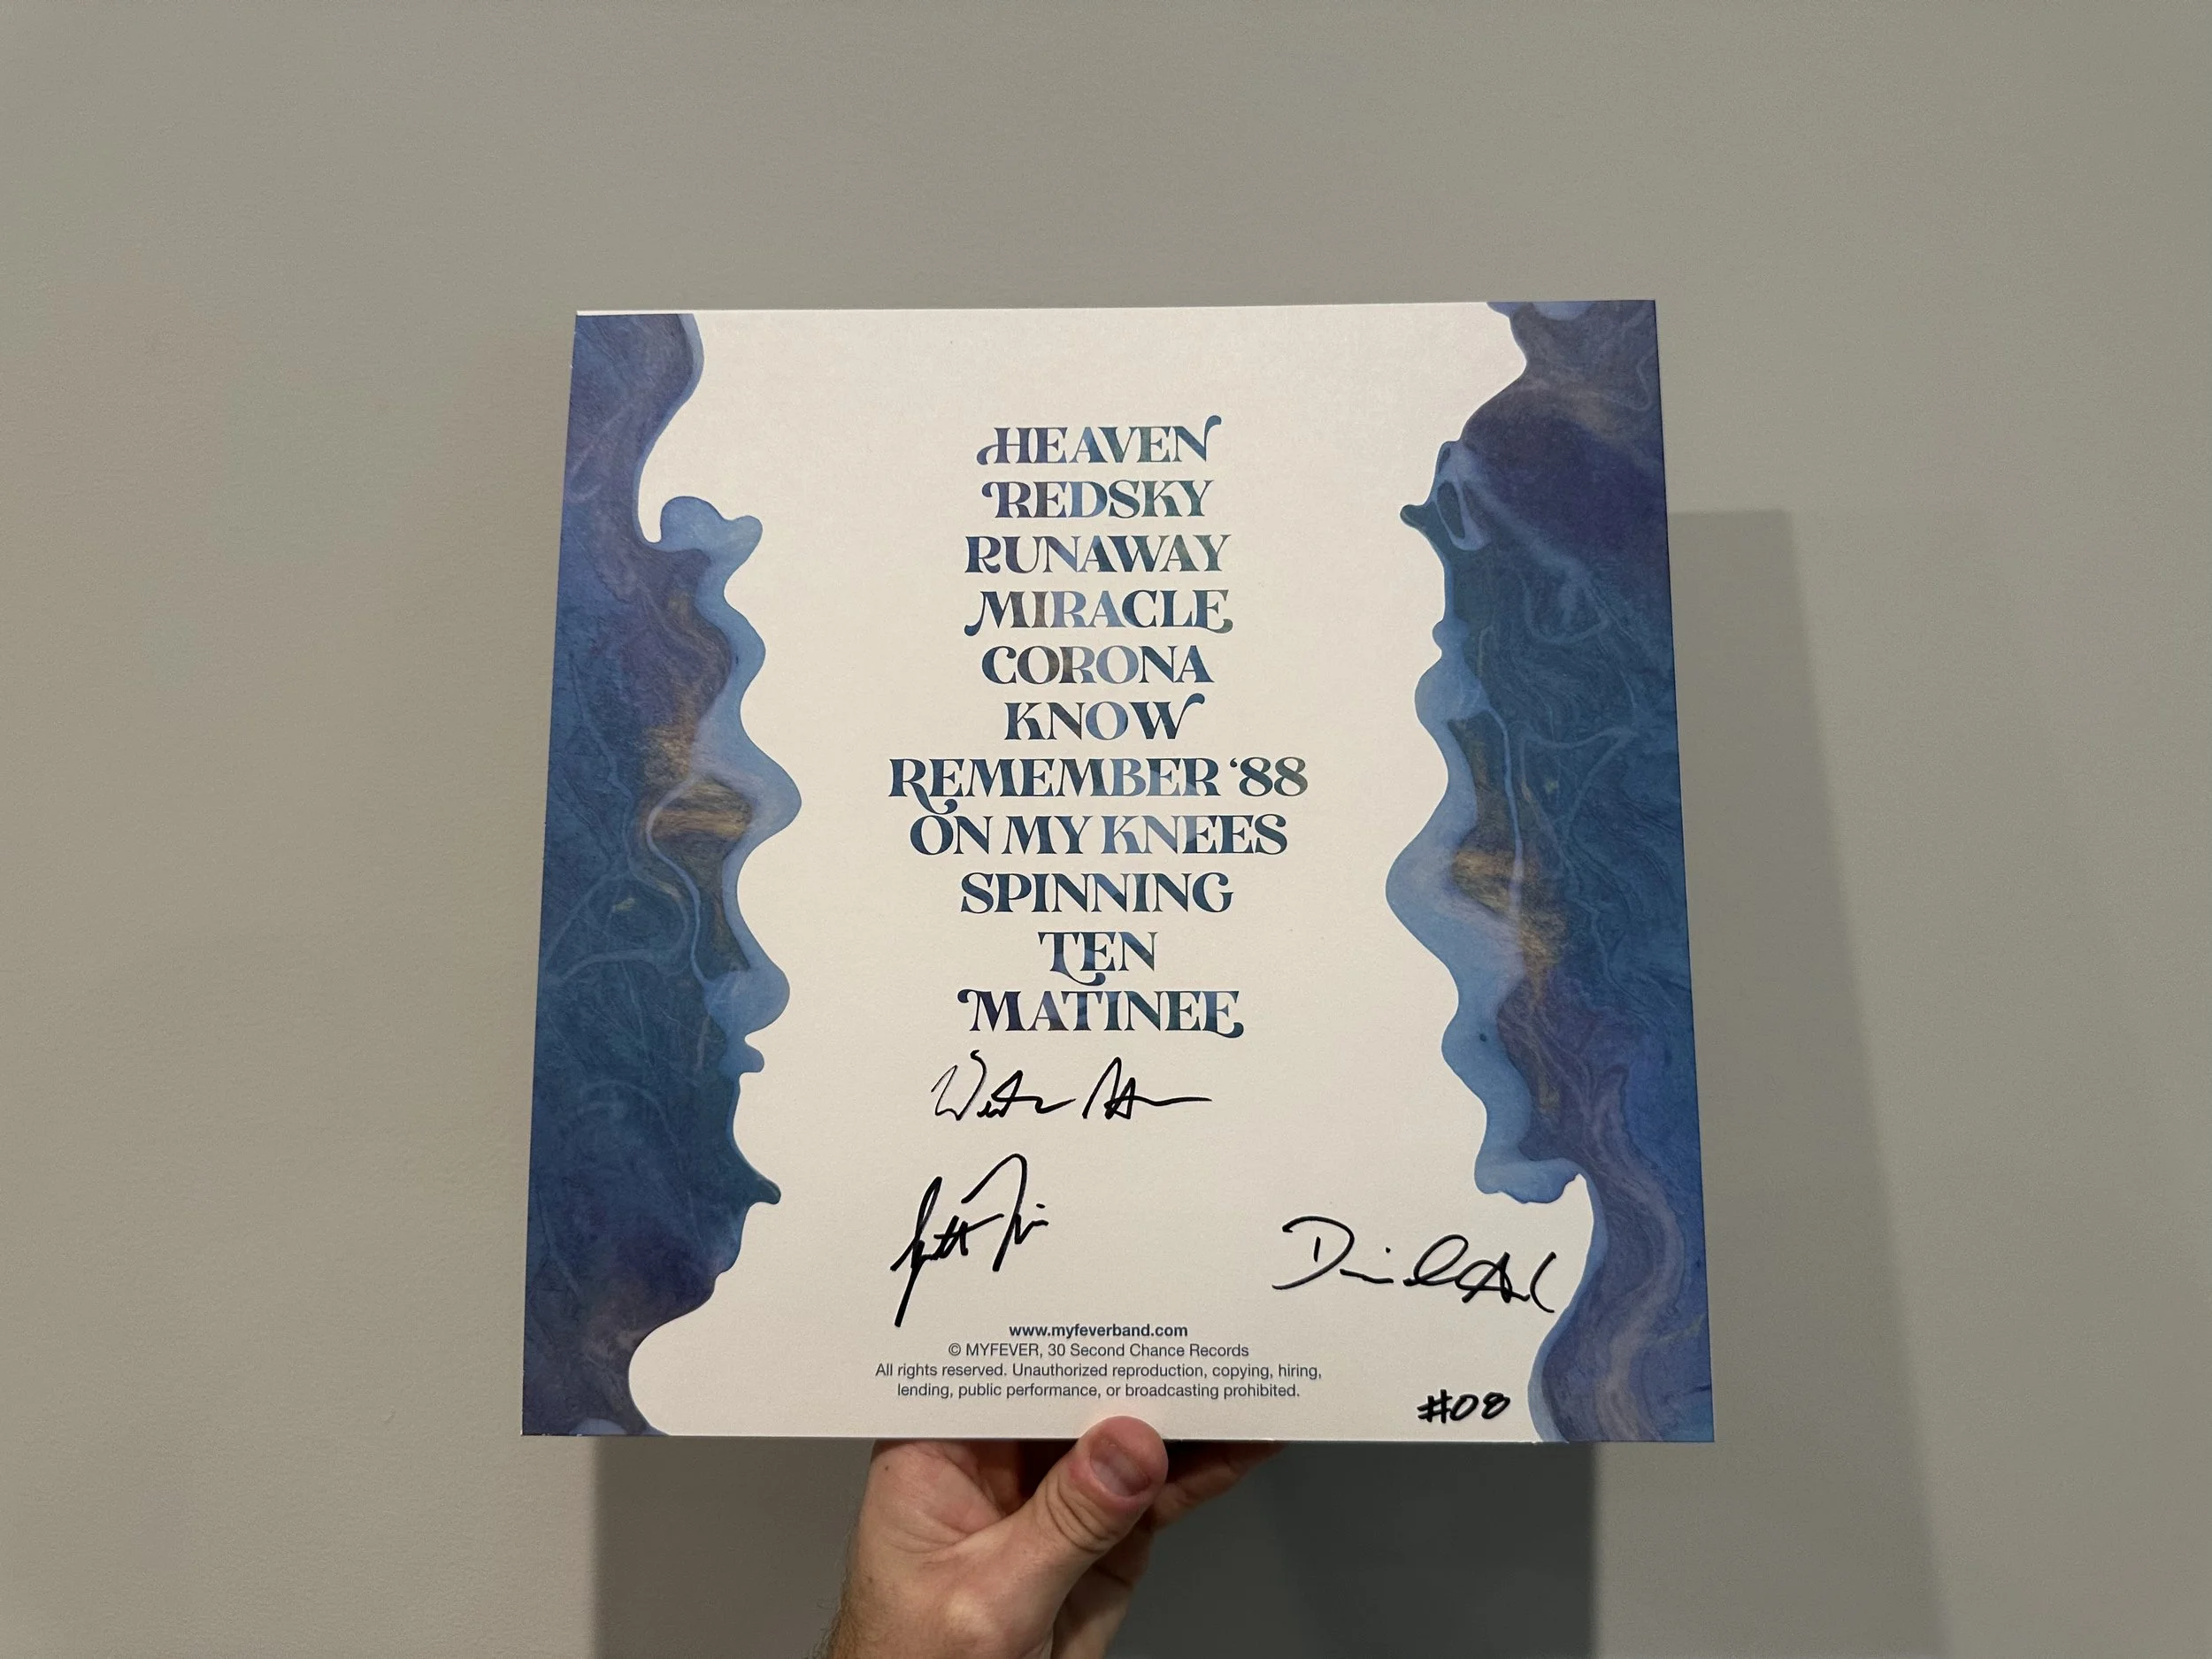 HEAVEN
REDSKY
RUNAWAY
MIRACLE
CORONA
KNOW
REMEMBER ‘88
ON MY KNEES
SPINNING
TEN
MATINEE
www.myfeverband.com
© MYFEVER, 30 Second Chance Records
All rights reserved. Unauthorized reproduction, copying, hiring,
lending, public performance, or broadcasting prohibited.
#08